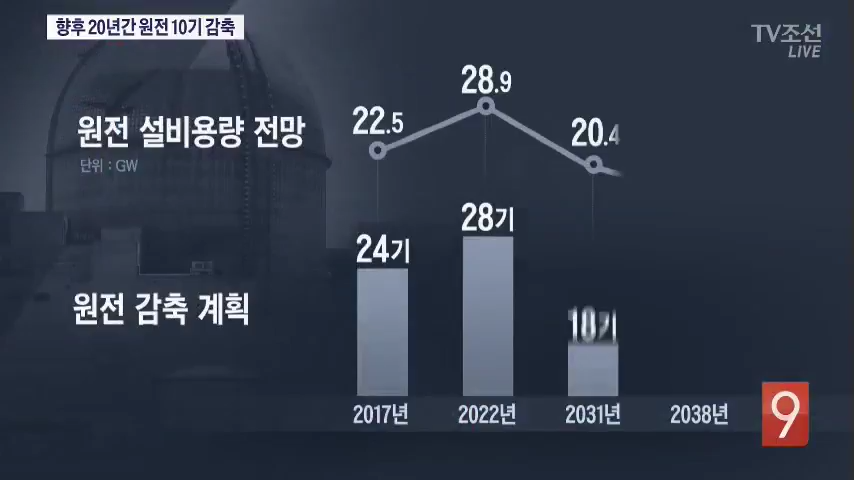 향후 20년간 원전 10기 감축
TV조선
LIVE
원전 설비용량 전망
단위 : GW
22.5
28.9
20.4
24기
28기
원전 감축 계획
2017년
2022년
2031년
2038년
9